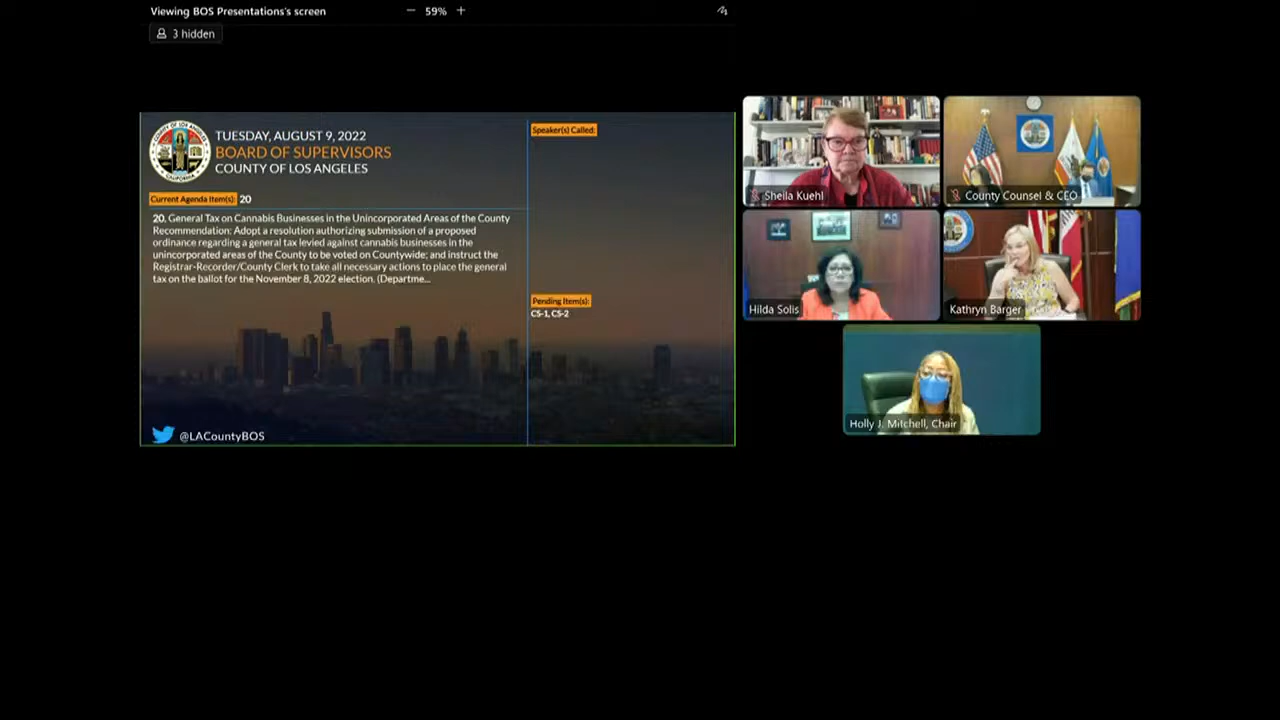 Viewing BOS Presentations's screen
59%
3 hidden
TUESDAY, AUGUST 9, 2022
BOARD OF SUPERVISORS
COUNTY OF LOS ANGELES
Current Agenda Item(s): 20
20. General Tax on Cannabis Businesses in the Unincorporated Areas of the County
Recommendation: Adopt a resolution authorizing submission of a proposed
ordinance regarding a general tax levied against cannabis businesses in the
unincorporated areas of the County to be voted on Countywide; and instruct the
Registrar-Recorder/County Clerk to take all necessary actions to place the general
tax on the ballot for the November 8, 2022 election. (Departme...
@LACountyBOS
Speaker(s) Called:
Pending Item(s):
CS-1, CS-2
Sheila Kuehl
County Counsel & CEO
Hilda Solis
Kathryn Barger
Holly J. Mitchell, Chair